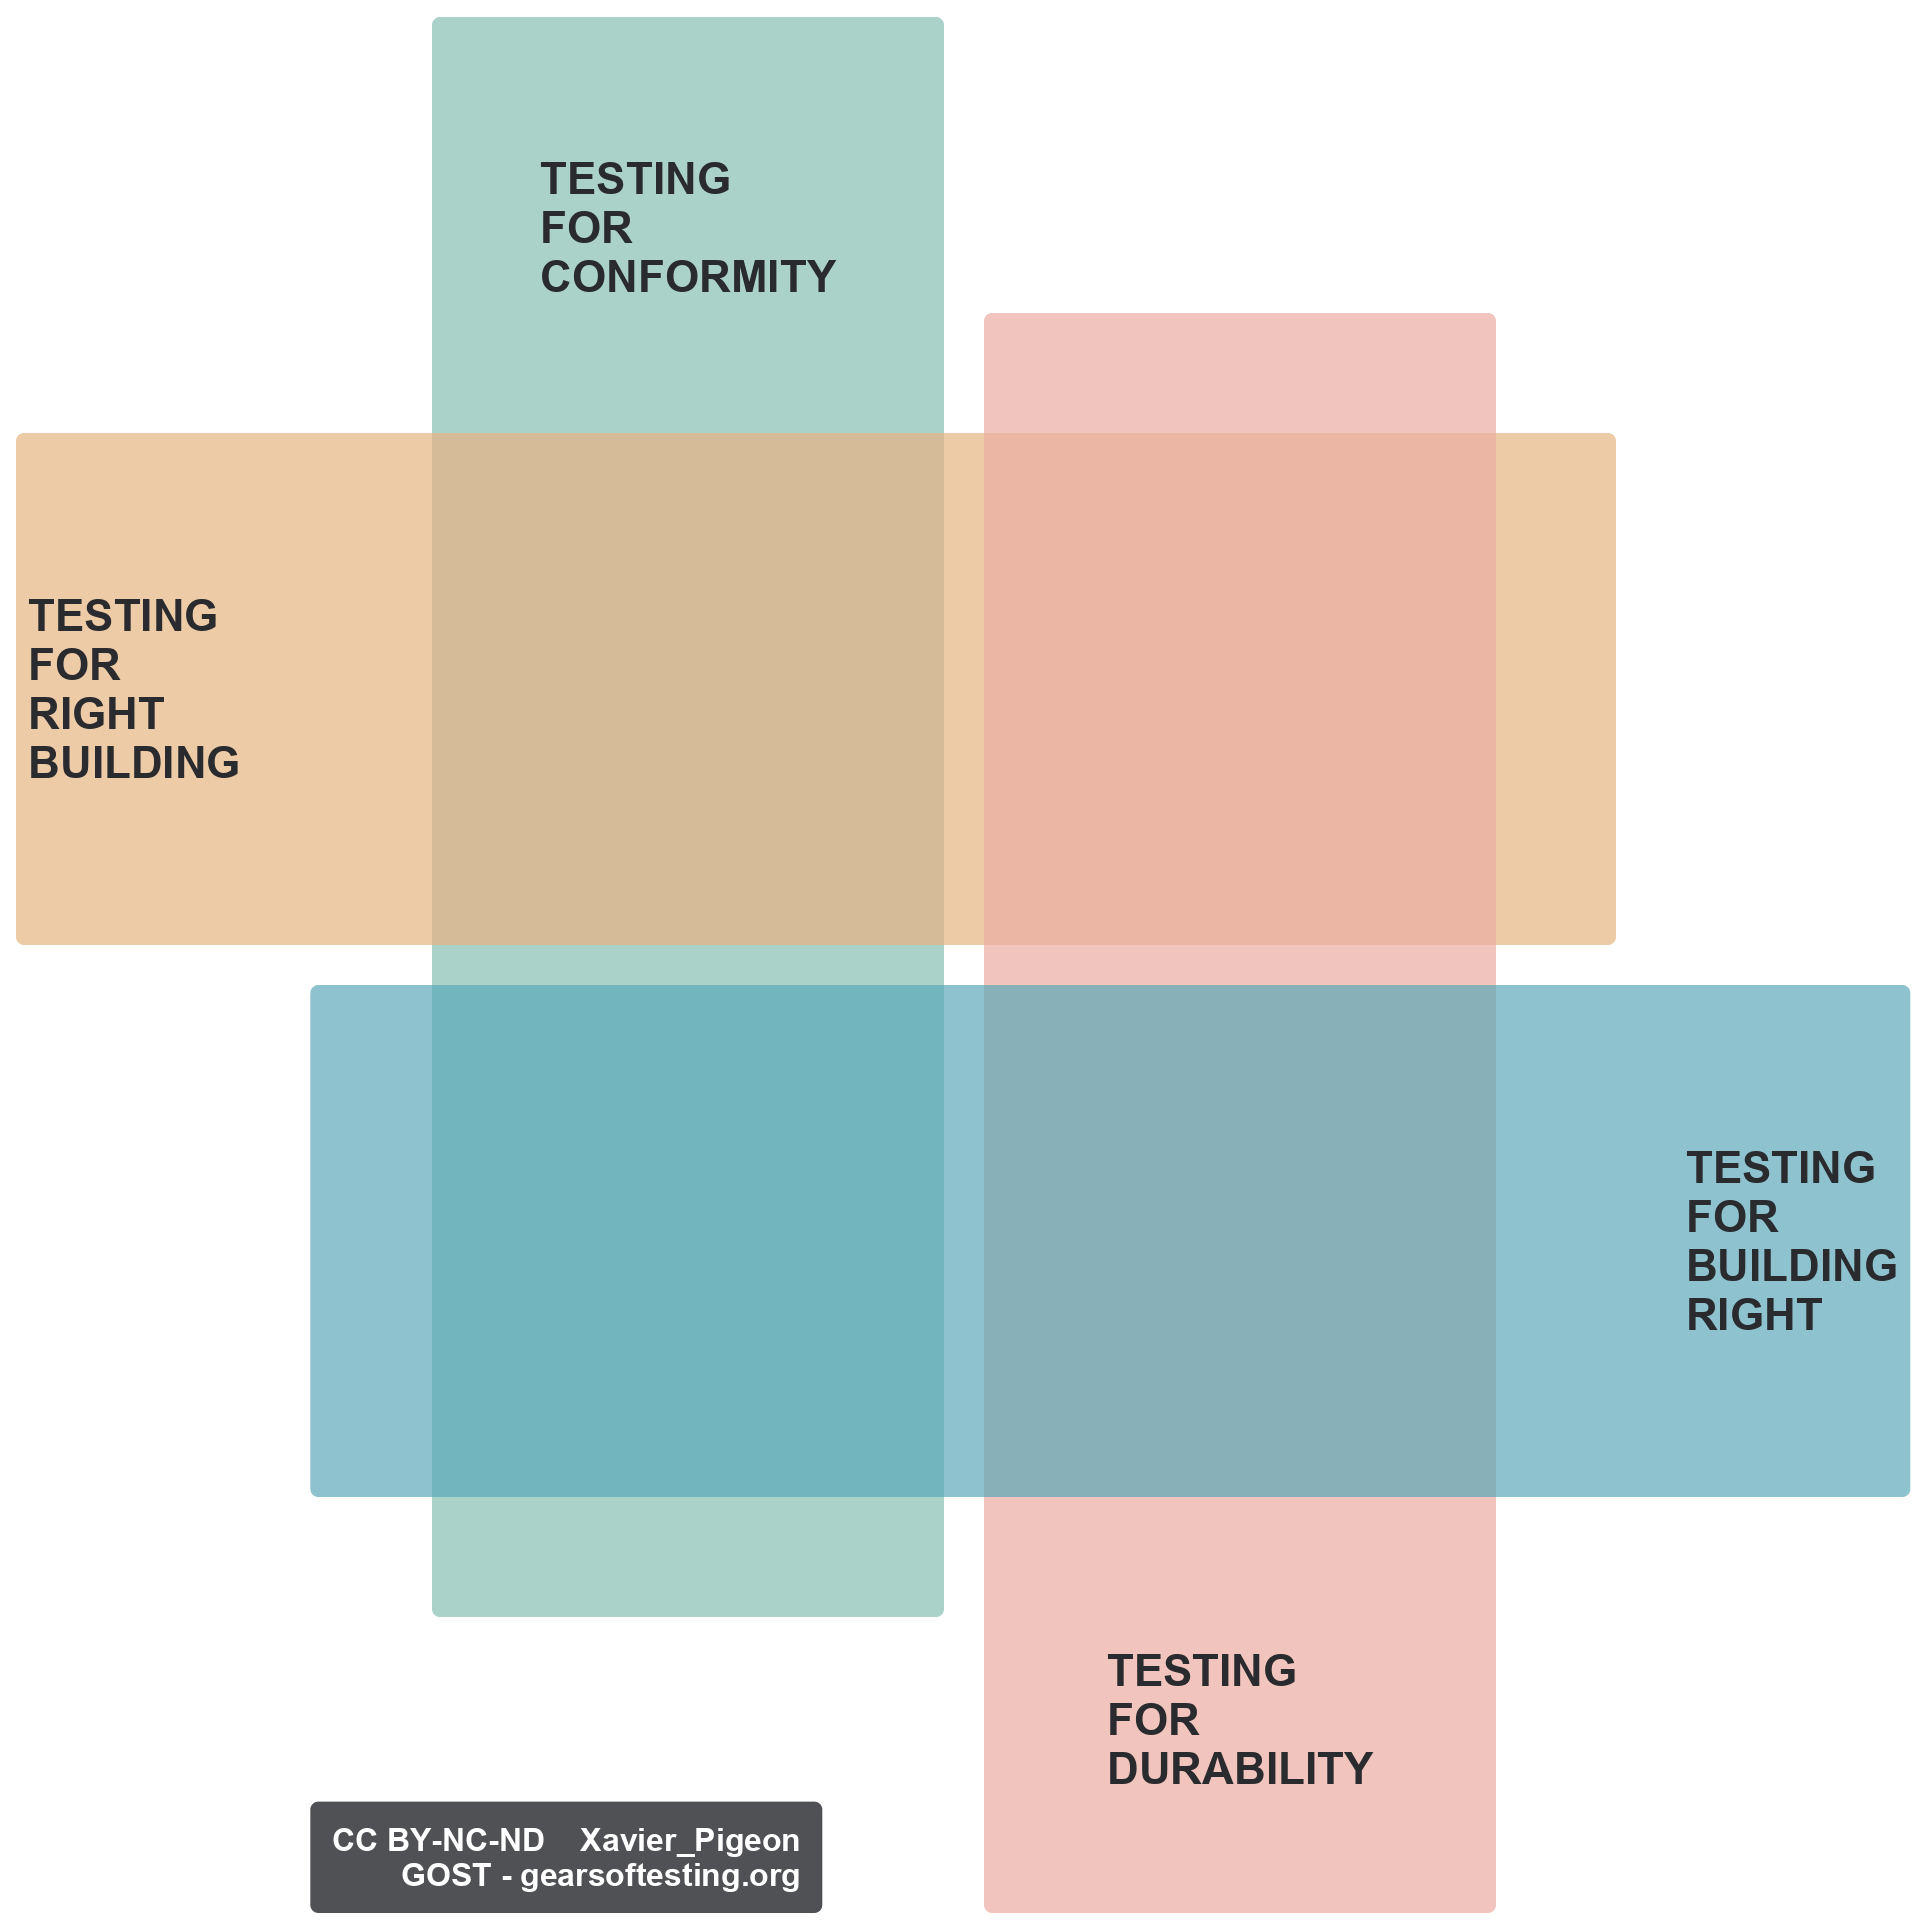 TESTING
FOR
CONFORMITY
TESTING
FOR
RIGHT
BUILDING
TESTING
FOR
BUILDING
RIGHT
TESTING
FOR
DURABILITY
CC BY-NC-ND Xavier_Pigeon
GOST - gearsoftesting.org